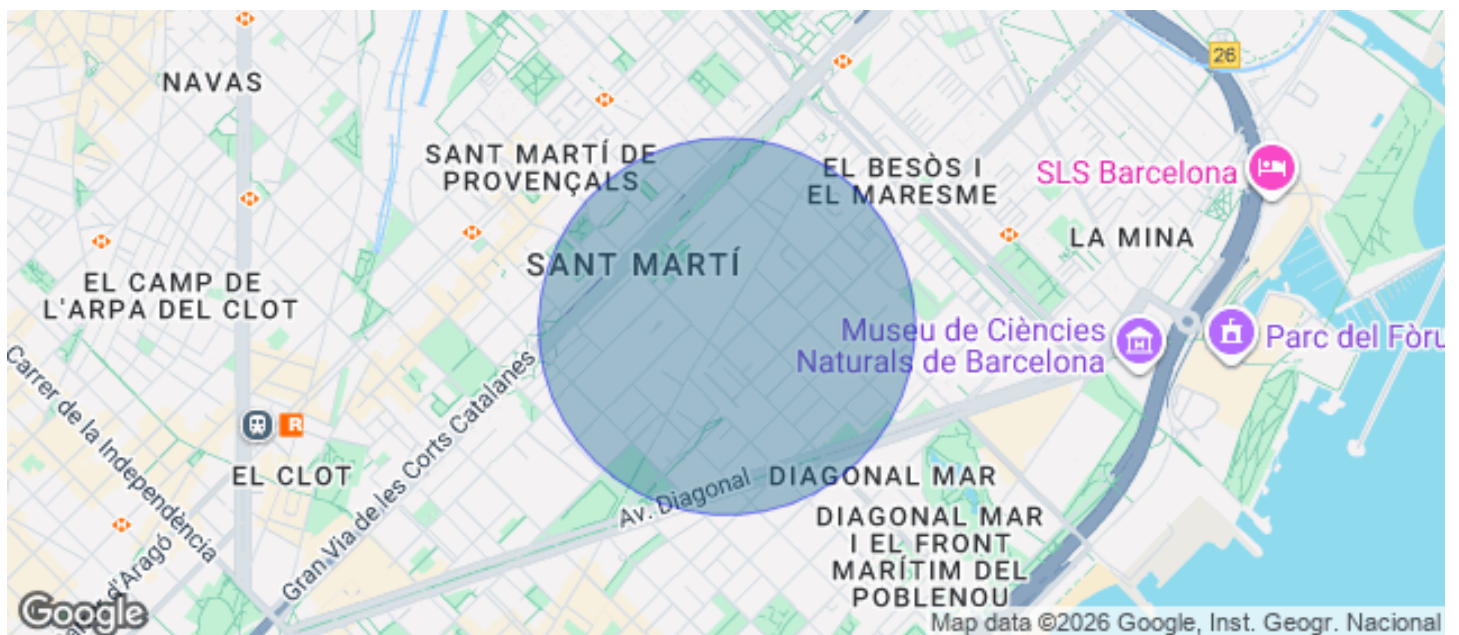 26
NAVAS
SANT MARTÍ DE
PROVENÇALS
EL BESÒS I
EL MARESME
SLS Barcelona
LA MINA
SANT MARTÍ
EL CAMP DE
L'ARPA DEL CLOT
Museu de Ciències
Naturals de Barcelona
Parc del Fòru
Carrer de la Independència
Gran Via de les Corts Catalanes
R
EL CLOT
Av. Diagonal
DIAGONAL MAR
DIAGONAL MAR
I EL FRONT
MARÍTIM DEL
POBLENOU
d'Aragó
Google
Map data ©2026 Google, Inst. Geogr. Nacional